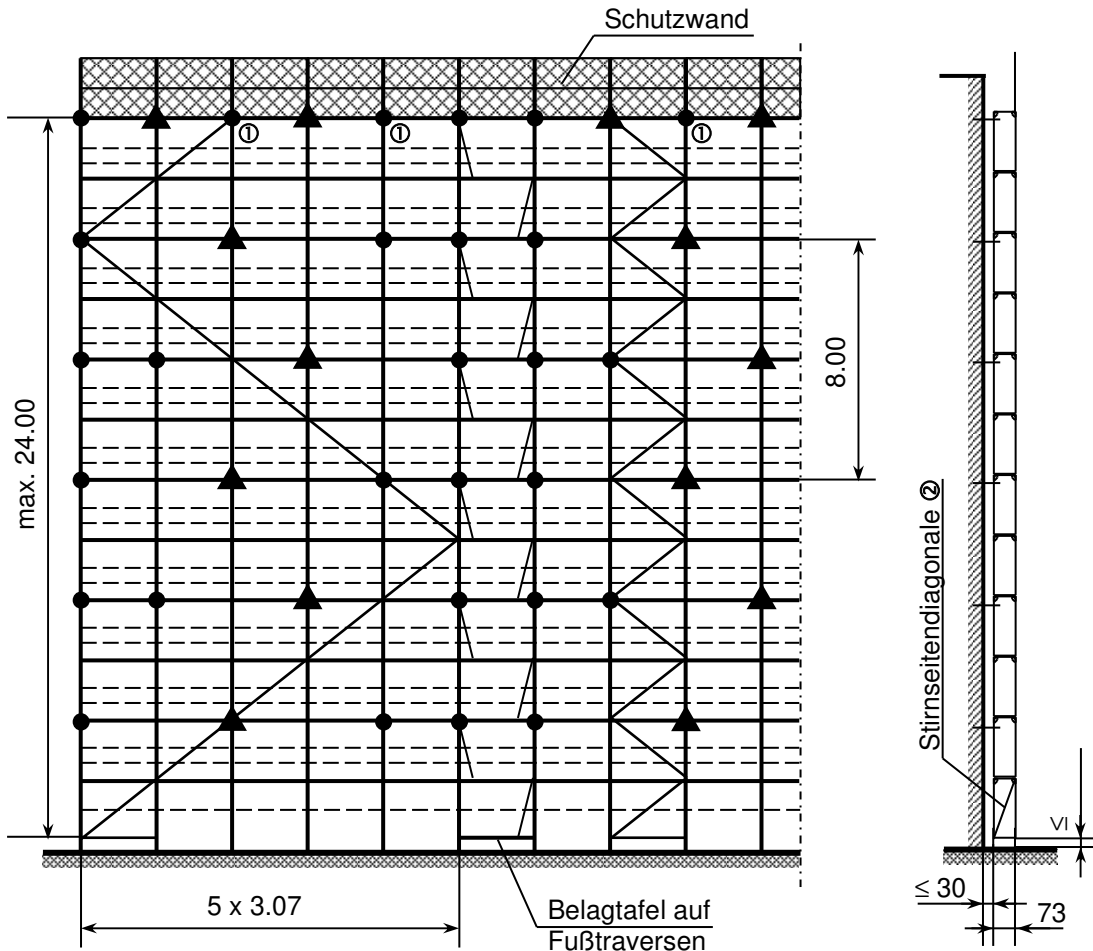 Schutzwand
①
①
①
max. 24.00
8.00
Stirnseitendiagonale ②
≤
≤ 30
73
5 x 3.07
Belagtafel auf
Fußtraversen